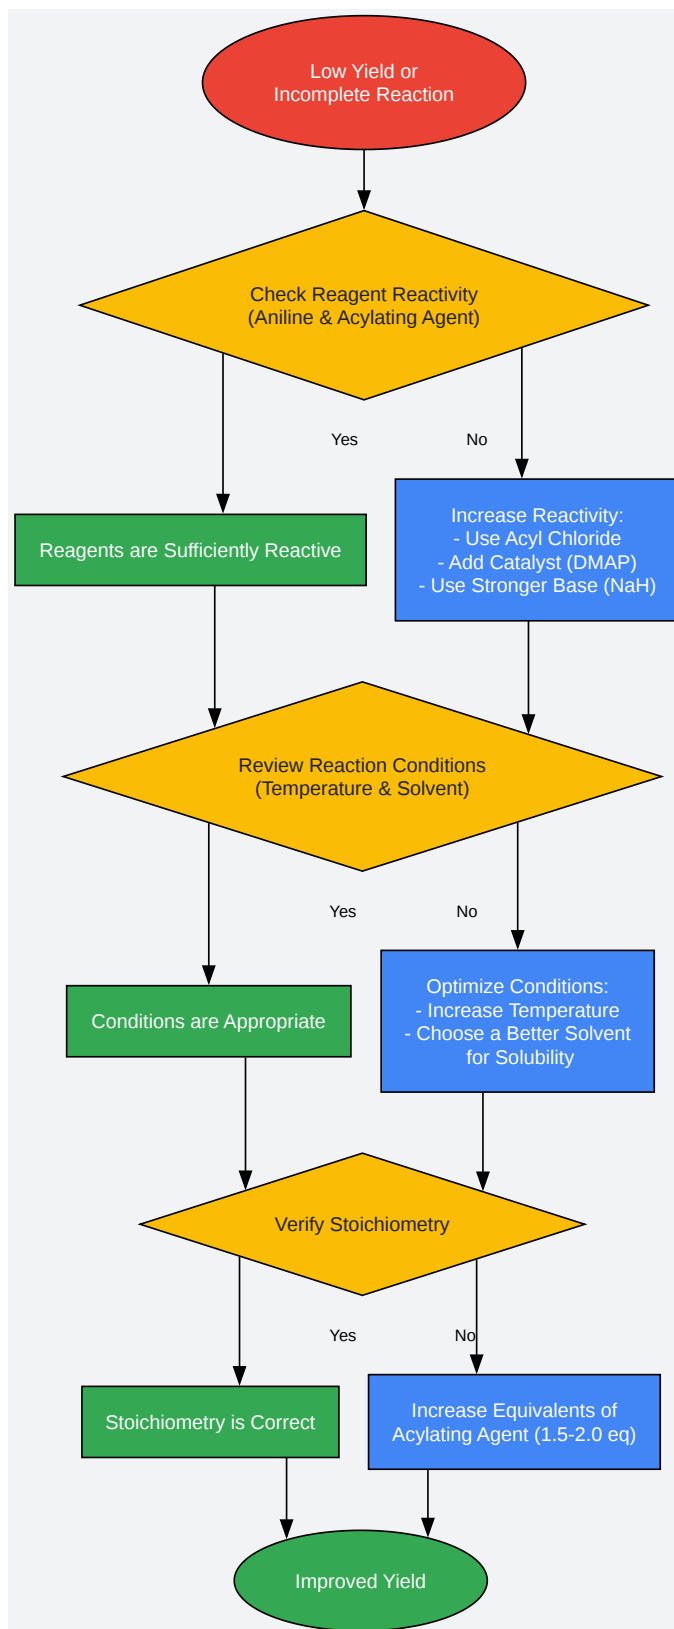 Low Yield or
Incomplete Reaction
Check Reagent Reactivity
(Aniline & Acylating Agent)
Yes
No
Reagents are Sufficiently Reactive
Increase Reactivity:
- Use Acyl Chloride
- Add Catalyst (DMAP)
- Use Stronger Base (NaH)
Review Reaction Conditions
(Temperature & Solvent)
Yes
No
Conditions are Appropriate
Optimize Conditions:
- Increase Temperature
- Choose a Better Solvent
for Solubility
Verify Stoichiometry
Yes
No
Stoichiometry is Correct
Increase Equivalents of
Acylating Agent (1.5-2.0 eq)
Improved Yield